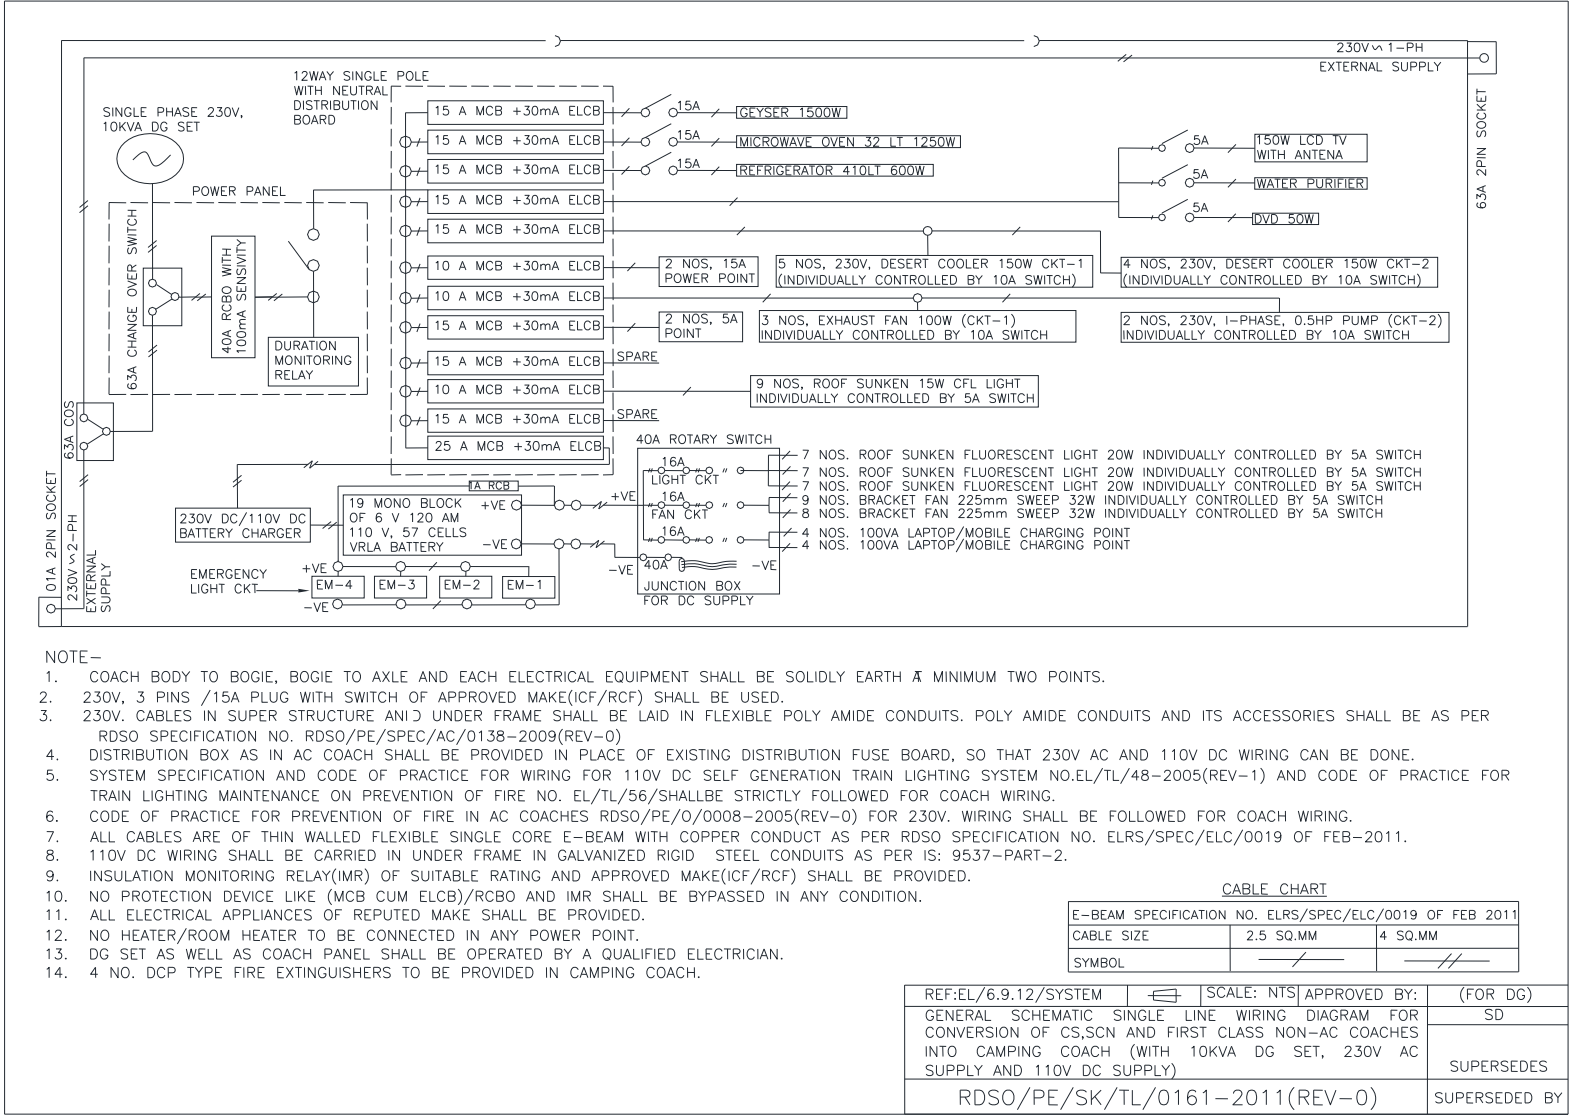 230V∿ 1-PH
EXTERNAL SUPPLY
63A 2PIN SOCKET
12WAY SINGLE POLE
WITH NEUTRAL
DISTRIBUTION
BOARD
SINGLE PHASE 230V,
10KVA DG SET
POWER PANEL
63A CHANGE OVER SWITCH
40A RCBO WITH
100mA SENSIVITY
DURATION
MONITORING
RELAY
15 A MCB +30mA ELCB
15A
GEYSER 1500W
15 A MCB +30mA ELCB
15A
MICROWAVE OVEN 32 LT 1250W
15 A MCB +30mA ELCB
15A
REFRIGERATOR 410LT 600W
15 A MCB +30mA ELCB
5A
150W LCD TV
WITH ANTENA
5A
WATER PURIFIER
5A
DVD 50W
15 A MCB +30mA ELCB
5 NOS, 230V, DESERT COOLER 150W CKT-1
(INDIVIDUALLY CONTROLLED BY 10A SWITCH)
4 NOS, 230V, DESERT COOLER 150W CKT-2
(INDIVIDUALLY CONTROLLED BY 10A SWITCH)
10 A MCB +30mA ELCB
2 NOS, 15A
POWER POINT
10 A MCB +30mA ELCB
3 NOS, EXHAUST FAN 100W (CKT-1)
INDIVIDUALLY CONTROLLED BY 10A SWITCH
2 NOS, 230V, I-PHASE, 0.5HP PUMP (CKT-2)
INDIVIDUALLY CONTROLLED BY 10A SWITCH
15 A MCB +30mA ELCB
2 NOS, 5A
POINT
15 A MCB +30mA ELCB
SPARE
10 A MCB +30mA ELCB
9 NOS, ROOF SUNKEN 15W CFL LIGHT
INDIVIDUALLY CONTROLLED BY 5A SWITCH
15 A MCB +30mA ELCB
SPARE
25 A MCB +30mA ELCB
63A COS
01A 2PIN SOCKET
230V ∿2-PH
EXTERNAL
SUPPLY
230V DC/110V DC
BATTERY CHARGER
1A RCB
19 MONO BLOCK
OF 6 V 120 AM
110 V, 57 CELLS
VRLA BATTERY
+VE
-VE
+VE
-VE
EMERGENCY
LIGHT CKT
+VE
EM-4
EM-3
EM-2
EM-1
-VE
40A ROTARY SWITCH
16A
LIGHT CKT
16A
FAN CKT
16A
40A
-VE
JUNCTION BOX
FOR DC SUPPLY
7 NOS. ROOF SUNKEN FLUORESCENT LIGHT 20W INDIVIDUALLY CONTROLLED BY 5A SWITCH
7 NOS. ROOF SUNKEN FLUORESCENT LIGHT 20W INDIVIDUALLY CONTROLLED BY 5A SWITCH
7 NOS. ROOF SUNKEN FLUORESCENT LIGHT 20W INDIVIDUALLY CONTROLLED BY 5A SWITCH
9 NOS. BRACKET FAN 225mm SWEEP 32W INDIVIDUALLY CONTROLLED BY 5A SWITCH
8 NOS. BRACKET FAN 225mm SWEEP 32W INDIVIDUALLY CONTROLLED BY 5A SWITCH
4 NOS. 100VA LAPTOP/MOBILE CHARGING POINT
4 NOS. 100VA LAPTOP/MOBILE CHARGING POINT
NOTE-
1. COACH BODY TO BOGIE, BOGIE TO AXLE AND EACH ELECTRICAL EQUIPMENT SHALL BE SOLIDLY EARTH AT MINIMUM TWO POINTS.
2. 230V, 3 PINS /15A PLUG WITH SWITCH OF APPROVED MAKE(ICF/RCF) SHALL BE USED.
3. 230V. CABLES IN SUPER STRUCTURE AND UNDER FRAME SHALL BE LAID IN FLEXIBLE POLY AMIDE CONDUITS. POLY AMIDE CONDUITS AND ITS ACCESSORIES SHALL BE AS PER
RDSO SPECIFICATION NO. RDSO/PE/SPEC/AC/0138-2009(REV-0)
4. DISTRIBUTION BOX AS IN AC COACH SHALL BE PROVIDED IN PLACE OF EXISTING DISTRIBUTION FUSE BOARD, SO THAT 230V AC AND 110V DC WIRING CAN BE DONE.
5. SYSTEM SPECIFICATION AND CODE OF PRACTICE FOR WIRING FOR 110V DC SELF GENERATION TRAIN LIGHTING SYSTEM NO.EL/TL/48-2005(REV-1) AND CODE OF PRACTICE FOR
TRAIN LIGHTING MAINTENANCE ON PREVENTION OF FIRE NO. EL/TL/56/SHALLBE STRICTLY FOLLOWED FOR COACH WIRING.
6. CODE OF PRACTICE FOR PREVENTION OF FIRE IN AC COACHES RDSO/PE/O/0008-2005(REV-0) FOR 230V. WIRING SHALL BE FOLLOWED FOR COACH WIRING.
7. ALL CABLES ARE OF THIN WALLED FLEXIBLE SINGLE CORE E-BEAM WITH COPPER CONDUCT AS PER RDSO SPECIFICATION NO. ELRS/SPEC/ELC/0019 OF FEB-2011.
8. 110V DC WIRING SHALL BE CARRIED IN UNDER FRAME IN GALVANIZED RIGID STEEL CONDUITS AS PER IS: 9537-PART-2.
9. INSULATION MONITORING RELAY(IMR) OF SUITABLE RATING AND APPROVED MAKE(ICF/RCF) SHALL BE PROVIDED.
10. NO PROTECTION DEVICE LIKE (MCB CUM ELCB)/RCBO AND IMR SHALL BE BYPASSED IN ANY CONDITION.
11. ALL ELECTRICAL APPLIANCES OF REPUTED MAKE SHALL BE PROVIDED.
12. NO HEATER/ROOM HEATER TO BE CONNECTED IN ANY POWER POINT.
13. DG SET AS WELL AS COACH PANEL SHALL BE OPERATED BY A QUALIFIED ELECTRICIAN.
14. 4 NO. DCP TYPE FIRE EXTINGUISHERS TO BE PROVIDED IN CAMPING COACH.
CABLE CHART
E-BEAM SPECIFICATION NO. ELRS/SPEC/ELC/0019 OF FEB 2011
CABLE SIZE 2.5 SQ.MM 4 SQ.MM
SYMBOL
REF:EL/6.9.12/SYSTEM SCALE: NTS APPROVED BY: (FOR DG)
GENERAL SCHEMATIC SINGLE LINE WIRING DIAGRAM FOR
CONVERSION OF CS,SCN AND FIRST CLASS NON-AC COACHES
INTO CAMPING COACH (WITH 10KVA DG SET, 230V AC
SUPPLY AND 110V DC SUPPLY)
SD
SUPERSEDES
RDSO/PE/SK/TL/0161-2011(REV-0)
SUPERSEDED BY